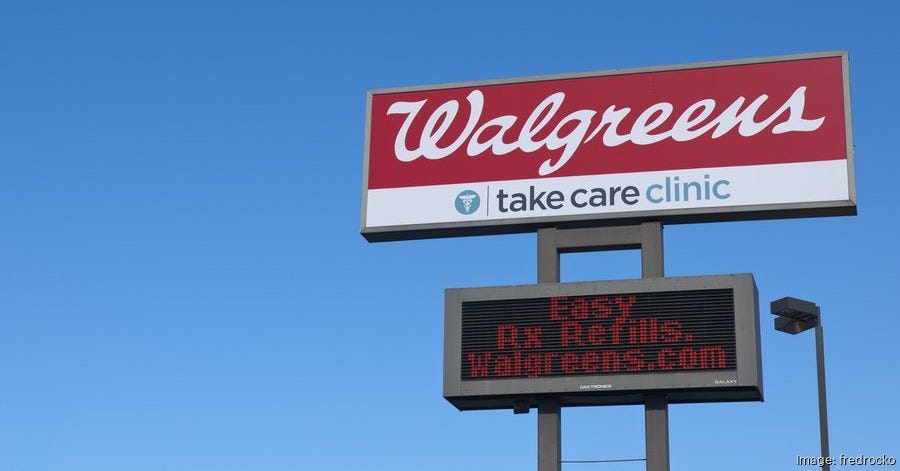 Walgreens
take care clinic
Easy
Rx Refills.
Walgreens.com
DAKTRONICS
GALAXY
Image: fredrocko